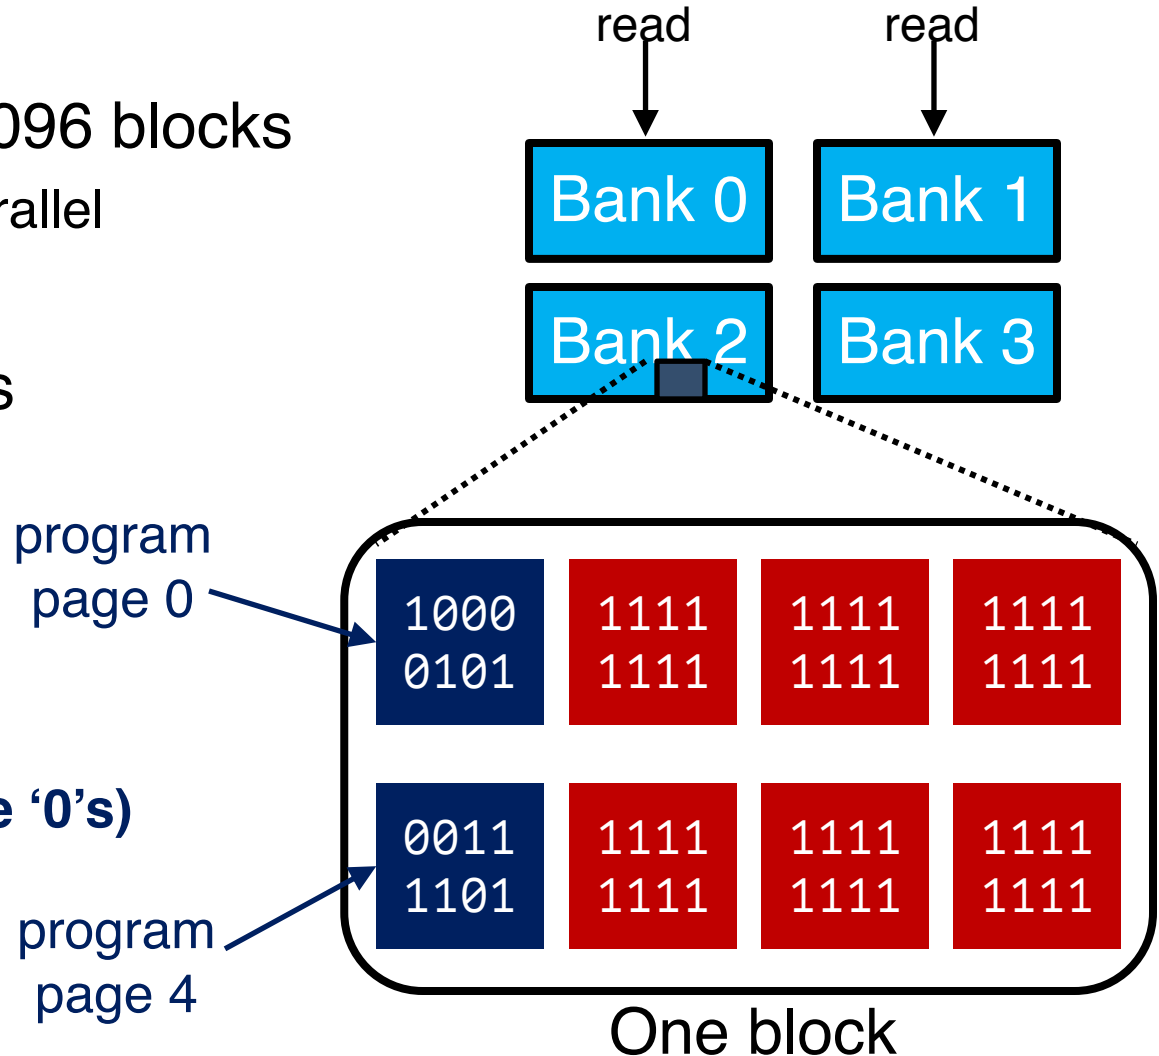 read read
096 blocks
rallel
Bank 0 Bank 1
Bank 2 Bank 3
s
program
page 0
1000 1111 1111 1111
0101 1111 1111 1111
e ‘0’s)
0011 1111 1111 1111
1101 1111 1111 1111
program
page 4
One block